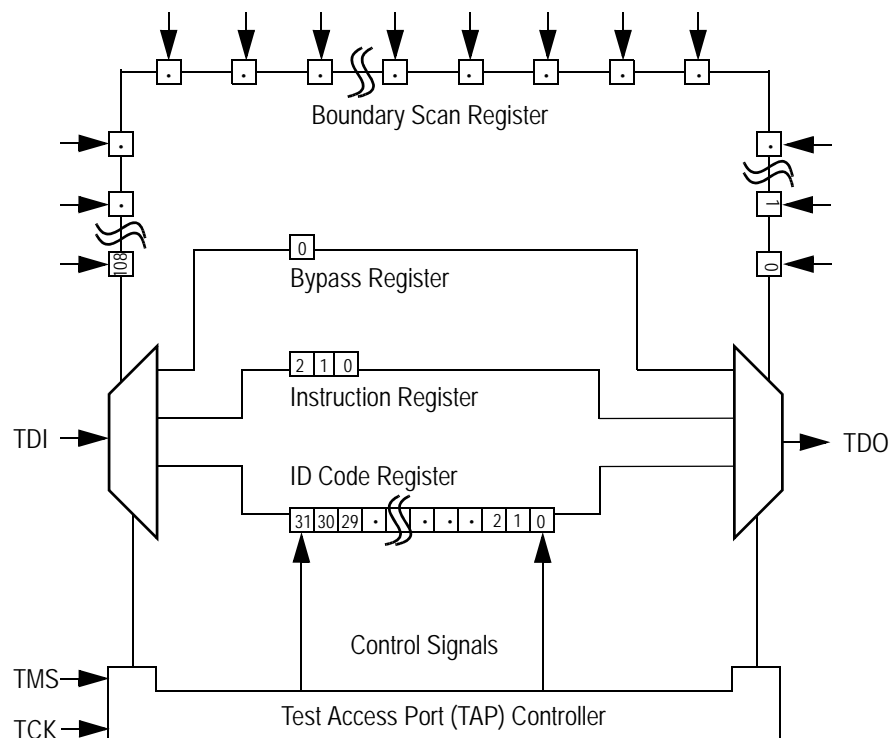 Boundary Scan Register
1
108
0
0
Bypass Register
2 1 0
Instruction Register
TDI
TDO
ID Code Register
31 30 29 · · · · 2 1 0
Control Signals
TMS
Test Access Port (TAP) Controller
TCK